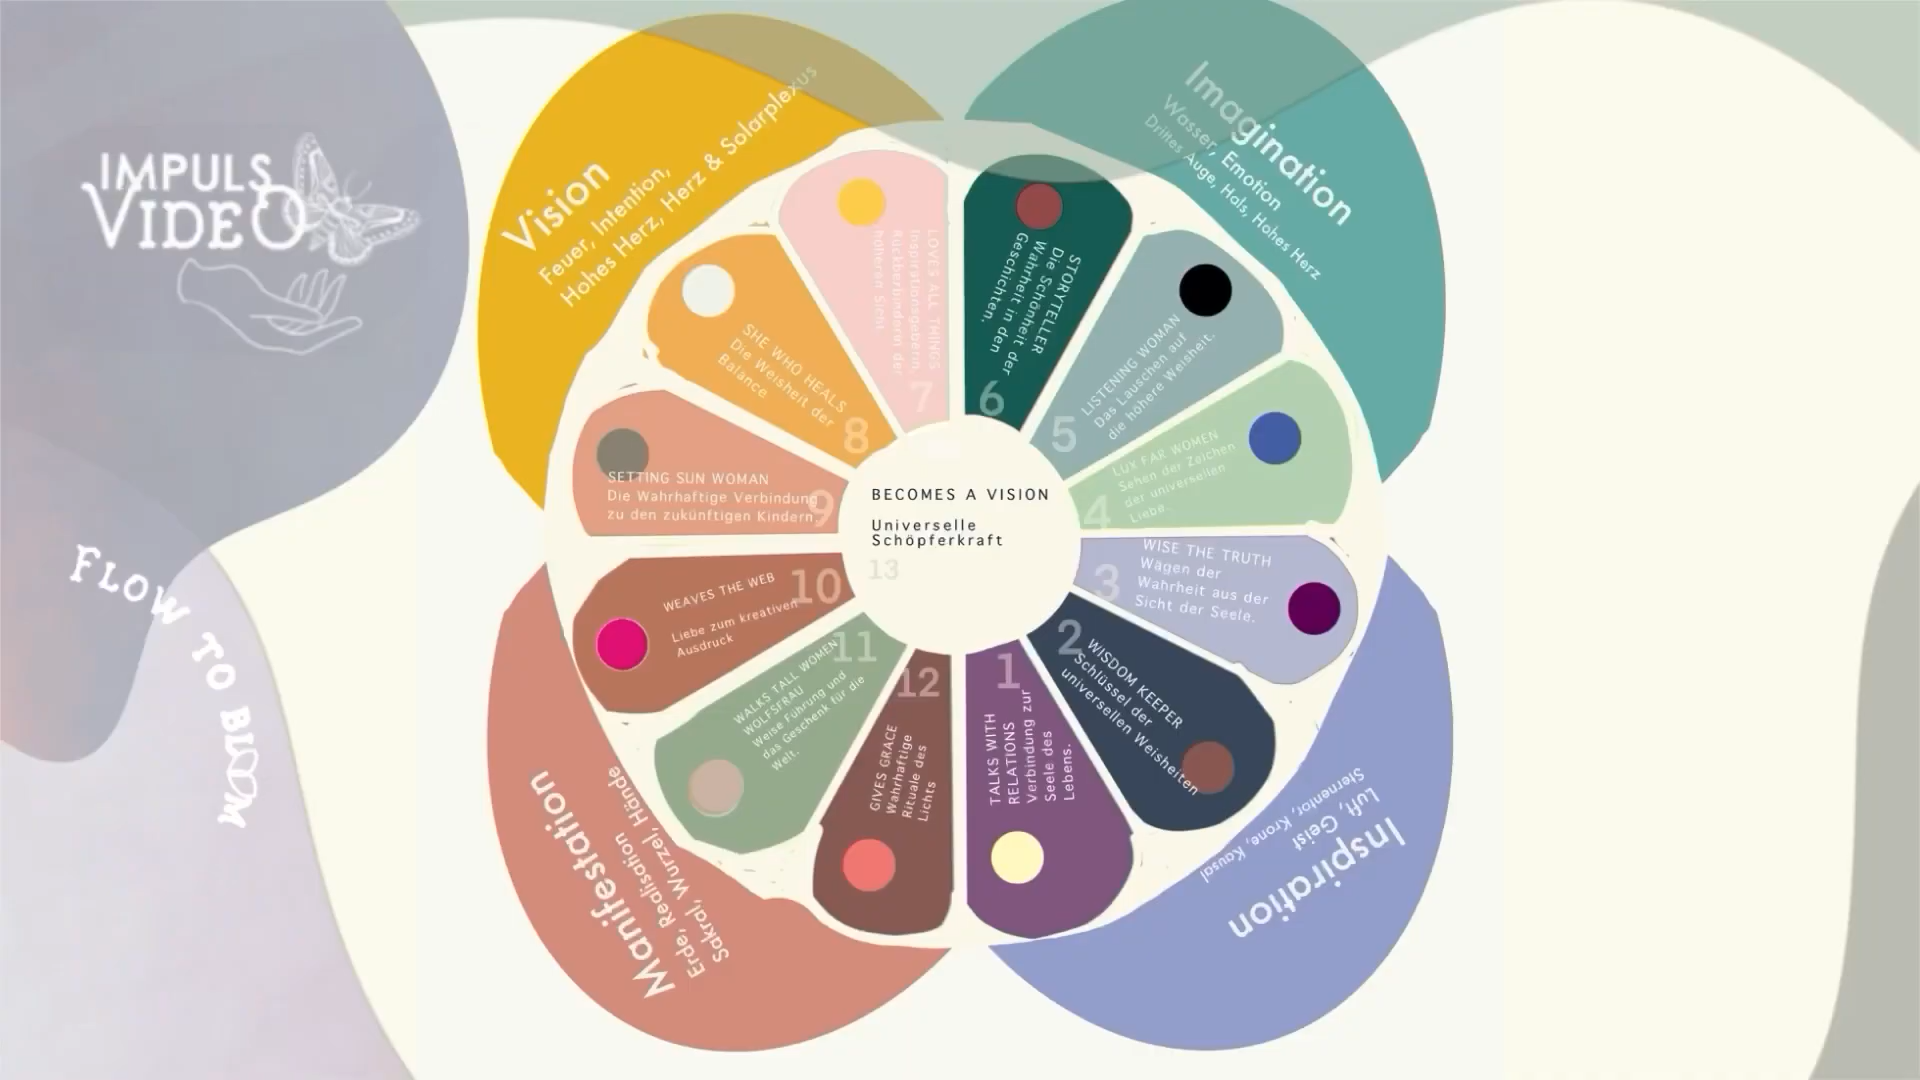 IMPULS
VIDEO
FLOW TO BLOOM
Vision
Feuer, Intention,
Hohes Herz, Herz & Solarplexus
Imagination
Wasser, Emotion
Drittes Auge, Hals, Hohes Herz
LOVES ALL THINGS
Inspirationsgeberin,
Rückverbinderin der
höheren Sicht
7
STORYTELLER
Die Schönheit der
Wahrheit in den
Geschichten.
6
SHE WHO HEALS
Die Weisheit der
Balance
8
LISTENING WOMAN
Das Lauschen auf
die höhere Weisheit.
5
SETTING SUN WOMAN
Die Wahrhaftige Verbindung
zu den zukünftigen Kindern.
9
LUX FAR WOMEN
Sehen der Zeichen
der universellen
Liebe.
4
BECOMES A VISION
Universelle
Schöpferkraft
13
WISE THE TRUTH
Wagen der
Wahrheit aus der
Sicht der Seele.
3
WEAVES THE WEB
Liebe zum kreativen
Ausdruck
10
WISDOM KEEPER
Schlüssel der
universellen Weisheiten
2
WALKS TALL WOMEN
WOLFSFRAU
Weise Führung und
das Geschenk für die
Welt.
11
GIVES GRACE
Wahrhaftige
Rituale des
Lichts
12
TALKS WITH
RELATIONS
Verbindung zur
Seele des
Lebens.
1
Manifestation
Erde, Realisation
Sakral, Wurzel, Hände
Inspiration
Luft, Geist
Sternentor, Krone, Kausal